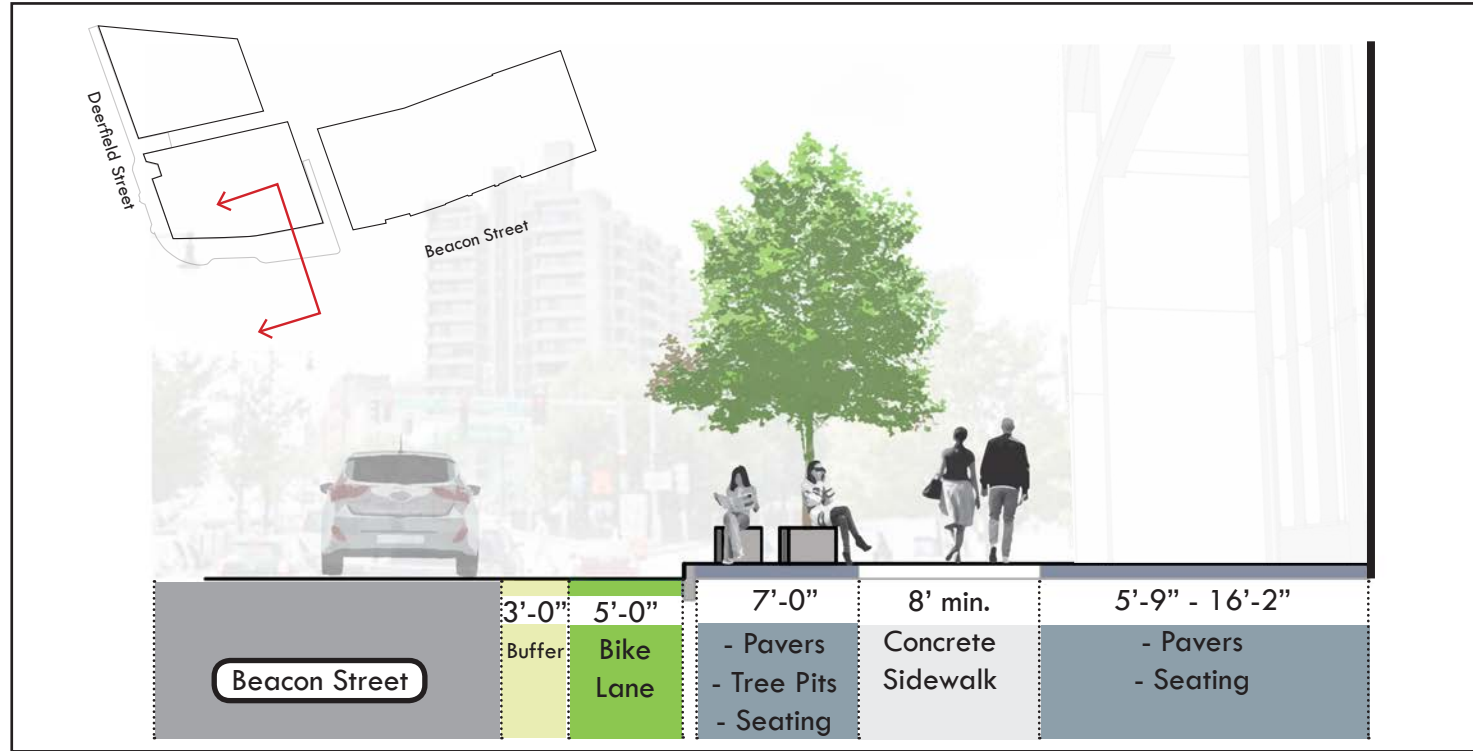 Deerfield Street
Beacon Street
3’-0”
5’-0”
7’-0”
8’ min.
5’-9” - 16’-2”
Beacon Street
Buffer
Bike
Lane
- Pavers
- Tree Pits
- Seating
Concrete
Sidewalk
- Pavers
- Seating